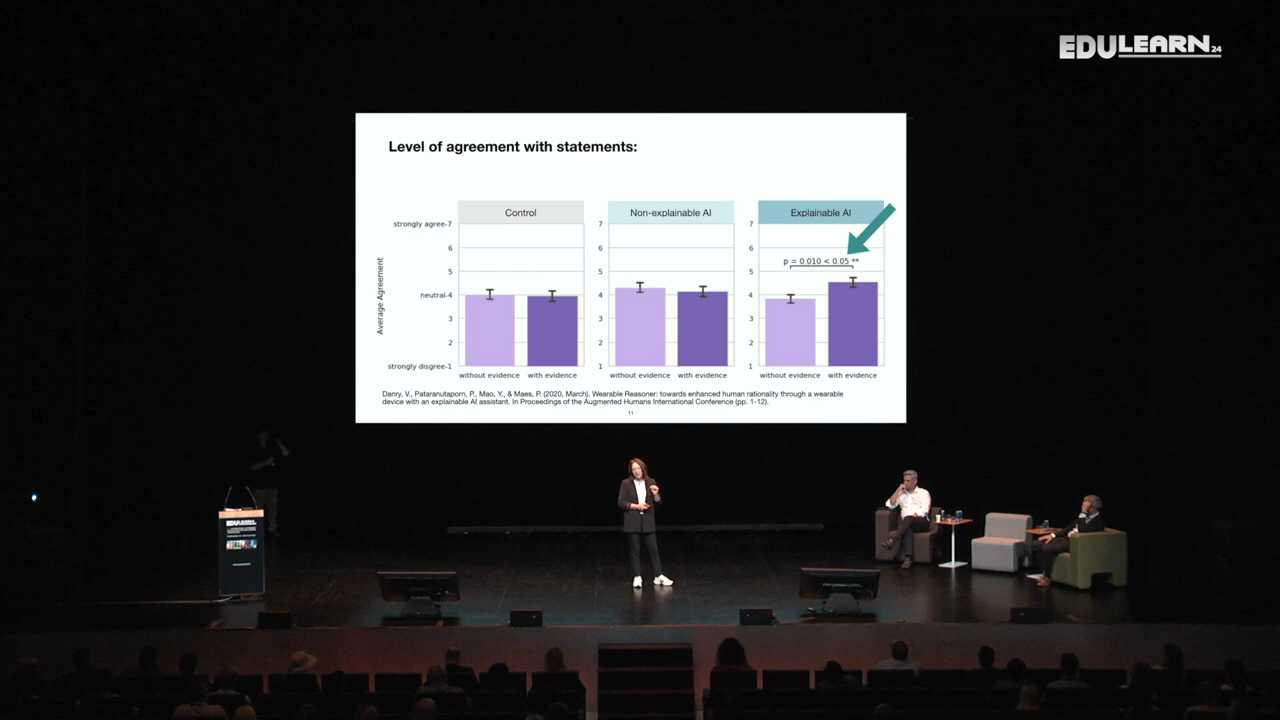 EDULEARN24
Level of agreement with statements:
Control
Non-explainable AI
Explainable AI
Average Agreement
strongly agree-7
6
5
neutral-4
3
2
strongly disgree-1
without evidence
with evidence
7
6
5
4
3
2
1
without evidence
with evidence
7
6
5
4
3
2
1
p = 0.010 < 0.05 **
without evidence
with evidence
Danry, V., Pataranutaporn, P., Mao, Y., & Maes, P. (2020, March). Wearable Reasoner: towards enhanced human rationality through a wearable
device with an explainable AI assistant. In Proceedings of the Augmented Humans International Conference (pp. 1-12).
11
EDULEARN